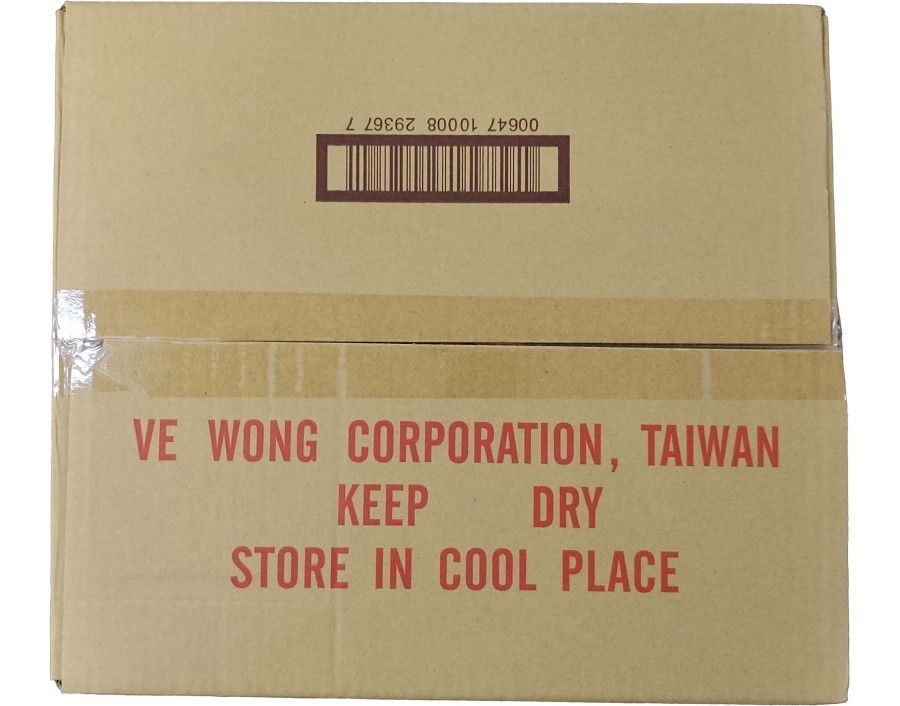 00647 10008 29367 7
VE WONG CORPORATION, TAIWAN
KEEP DRY
STORE IN COOL PLACE